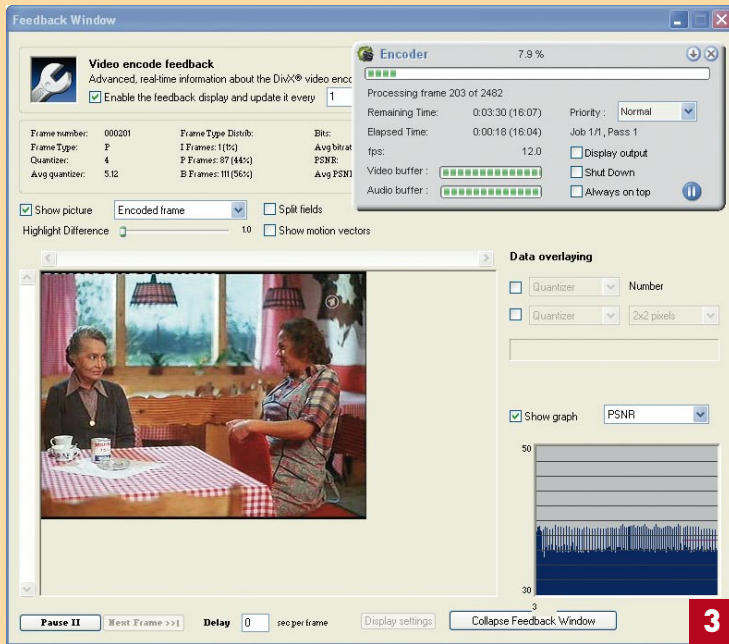 Feedback Window
Video encode feedback
Advanced, real-time information about the DivX® video enco
Enable the feedback display and update it every 1
Frame number: 000201
Frame Type: P
Quantizer: 4
Avg quantizer: 5.12
Frame Type Distrib:
I Frames: 1(1%)
P Frames: 87 (44%)
B Frames: 111 (56%)
Bits:
Avg bitrat
PSNR:
Avg PSN
Encoder 7.9 %
Processing frame 203 of 2482
Remaining Time: 0:03:30 (16:07)
Elapsed Time: 0:00:18 (16:04)
fps: 12.0
Video buffer :
Audio buffer :
Priority : Normal
Job 1/1, Pass 1
Display output
Shut Down
Always on top
Show picture Encoded frame Split fields
Highlight Difference 1.0 Show motion vectors
Data overlaying
Quantizer Number
Quantizer 2x2 pixels
Show graph PSNR
50
30
3
Pause II Next Frame >>| Delay 0 sec per frame Display settings Collapse Feedback Window
3